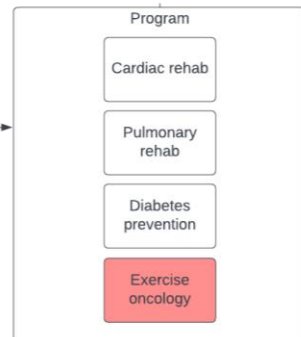 Program
Cardiac rehab
Pulmonary
rehab
Diabetes
prevention
Exercise
oncology